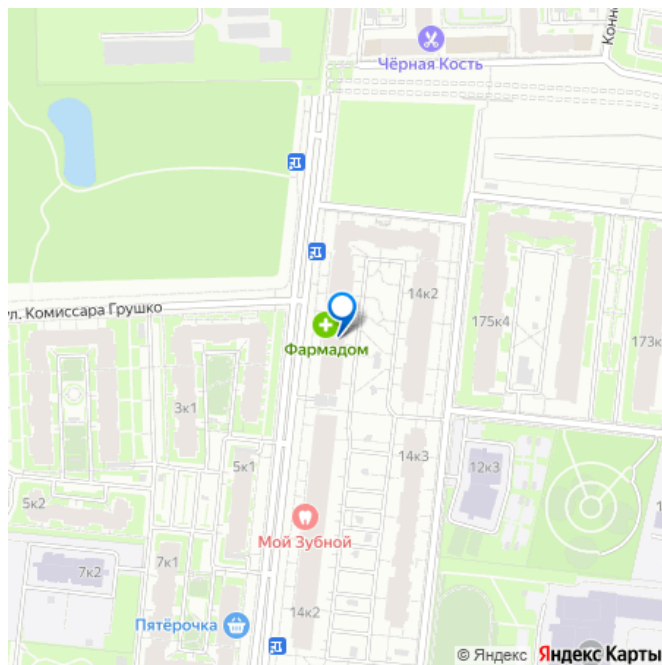 Чёрная Кость
ул. Комиссара Грушко
14к2
175к4
173к
Фармадом
3к1
14к3
5к1
12к3
5к2
Мой Зубной
7к1
7к2
14к2
Пятёрочка
© Яндекс Яндекс Карты